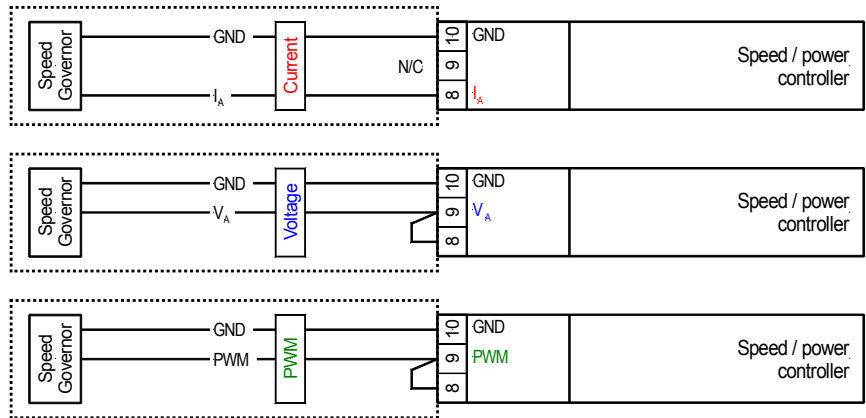 Speed
Governor
GND
Current
10
GND
N/C
9
I_A
8
I_A
Speed / power
controller
Speed
Governor
GND
Voltage
10
GND
V_A
9
V_A
8
Speed / power
controller
Speed
Governor
GND
PWM
10
GND
PWM
9
PWM
8
Speed / power
controller